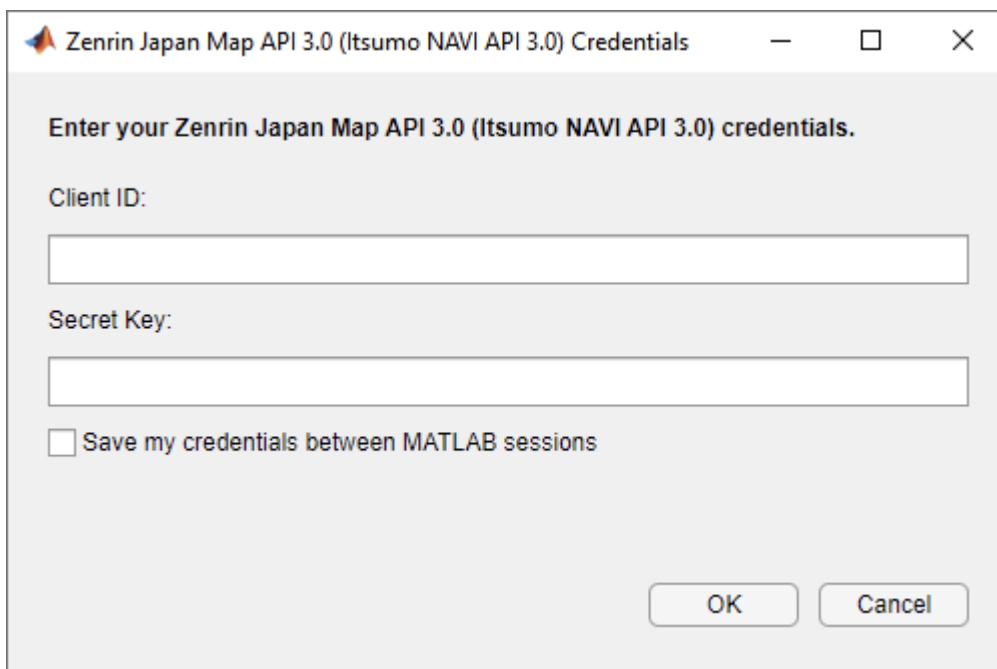 Zenrin Japan Map API 3.0 (Itsumo NAVI API 3.0) Credentials
Enter your Zenrin Japan Map API 3.0 (Itsumo NAVI API 3.0) credentials.
Client ID:
Secret Key:
Save my credentials between MATLAB sessions
OK Cancel